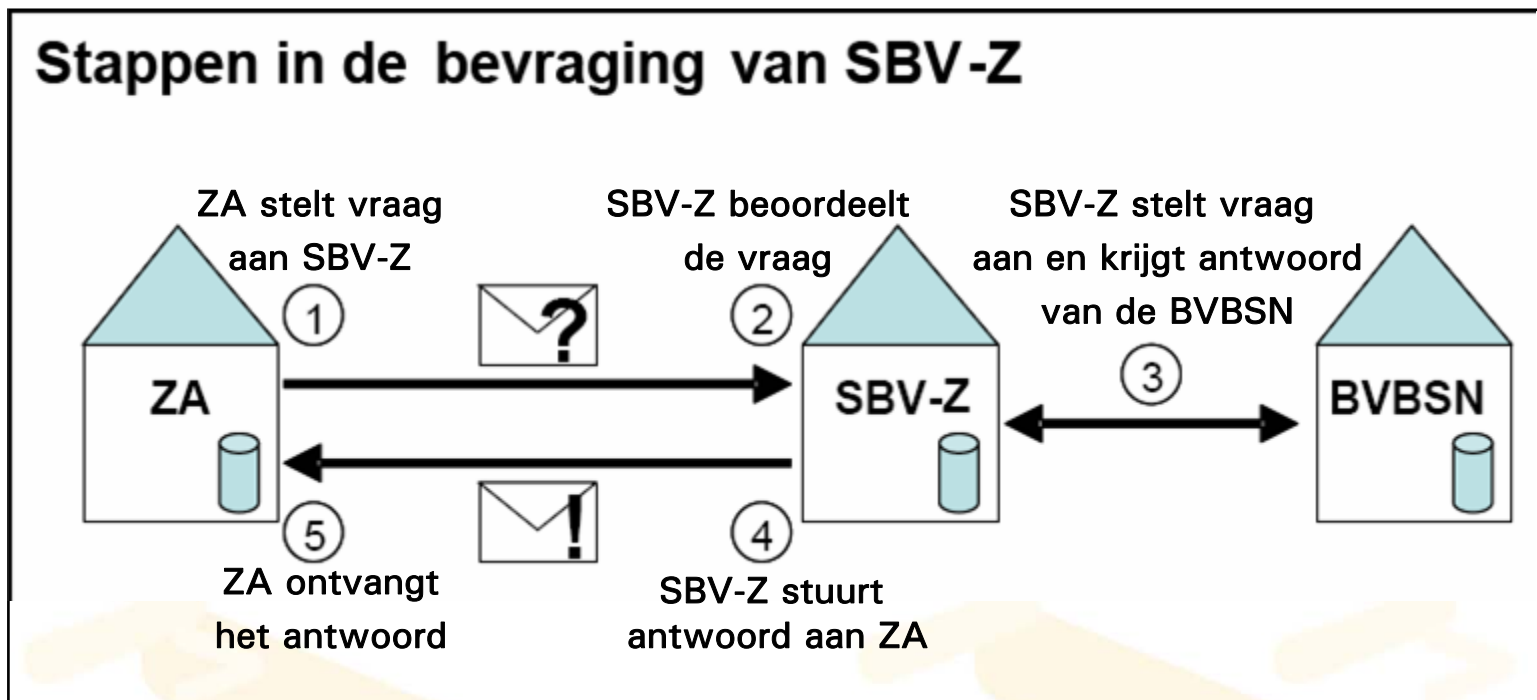 Stappen in de bevraging van SBV-Z
ZA stelt vraag
aan SBV-Z
1
?
SBV-Z beoordeelt
de vraag
2
SBV-Z stelt vraag
aan en krijgt antwoord
van de BVBSN
3
ZA
SBV-Z
BVBSN
5
ZA ontvangt
het antwoord
!
4
SBV-Z stuurt
antwoord aan ZA